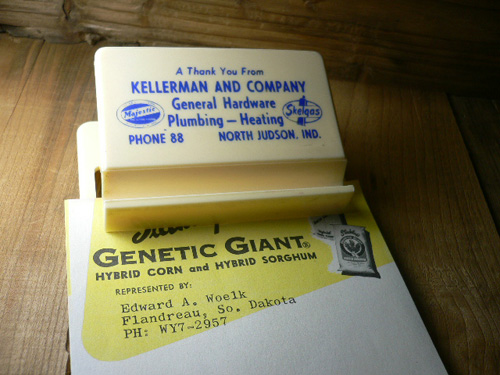 A Thank You From
KELLERMAN AND COMPANY
General Hardware
Majestic
Skelgas
Plumbing — Heating
PHONE 88 NORTH JUDSON, IND.
GENETIC GIANT®
HYBRID CORN and HYBRID SORGHUM
REPRESENTED BY:
Edward A. Woelk
Flandreau, So. Dakota
PH: WY7-2957